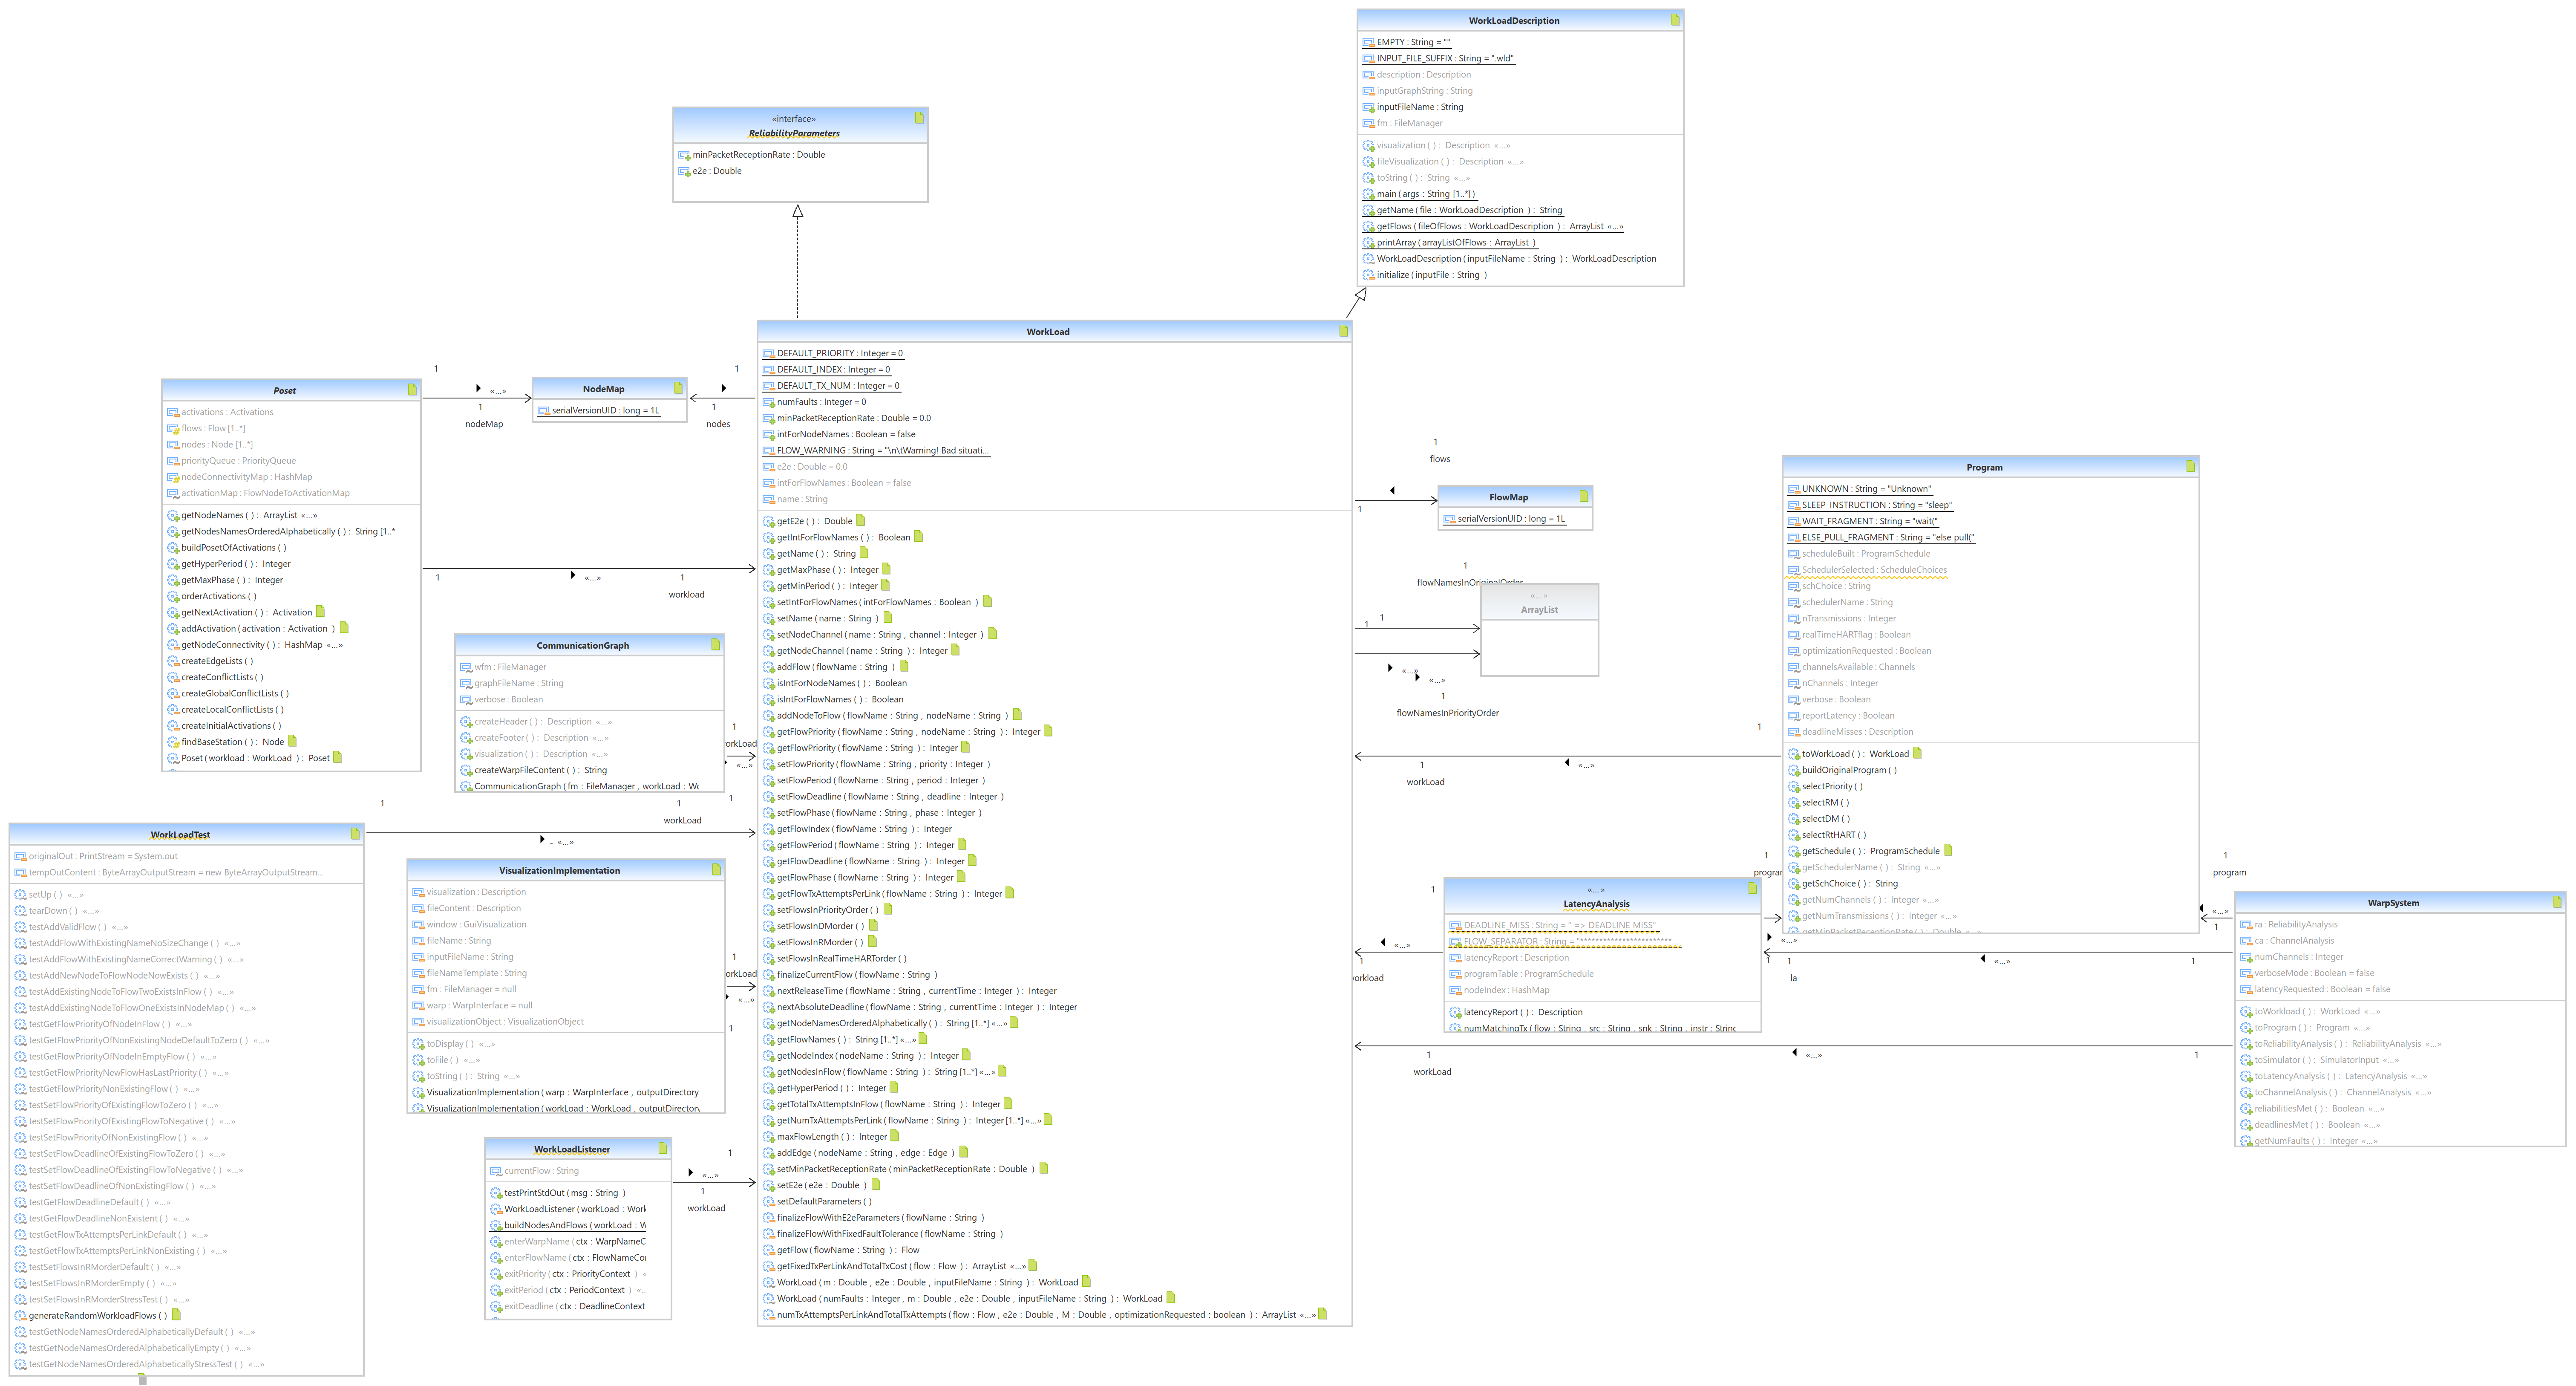 WorkLoadDescription
EMPTY : String = ""
INPUT_FILE_SUFFIX : String = ".wld"
description : Description
inputGraphString : String
inputFileName : String
fm : FileManager
visualization ( ) : Description «...»
fileVisualization ( ) : Description «...»
toString ( ) : String «...»
main ( args : String [1..*] )
getName ( file : WorkLoadDescription ) : String
getFlows ( fileOfFlows : WorkLoadDescription ) : ArrayList «...»
printArray ( arrayListOfFlows : ArrayList )
WorkLoadDescription ( inputFileName : String ) : WorkLoadDescription
initialize ( inputFile : String )
«interface»
ReliabilityParameters
minPacketReceptionRate : Double
e2e : Double
WorkLoad
DEFAULT_PRIORITY : Integer = 0
DEFAULT_INDEX : Integer = 0
DEFAULT_TX_NUM : Integer = 0
numFaults : Integer = 0
minPacketReceptionRate : Double = 0.0
intForNodeNames : Boolean = false
FLOW_WARNING : String = "\n\tWarning! Bad situati...
e2e : Double = 0.0
intForFlowNames : Boolean = false
name : String
getE2e ( ) : Double
getIntForFlowNames ( ) : Boolean
getName ( ) : String
getMaxPhase ( ) : Integer
getMinPeriod ( ) : Integer
setIntForFlowNames ( intForFlowNames : Boolean )
setName ( name : String )
setNodeChannel ( name : String , channel : Integer )
getNodeChannel ( name : String ) : Integer
addFlow ( flowName : String )
isIntForNodeNames ( ) : Boolean
isIntForFlowNames ( ) : Boolean
addNodeToFlow ( flowName : String , nodeName : String )
getFlowPriority ( flowName : String , nodeName : String ) : Integer
getFlowPriority ( flowName : String ) : Integer
setFlowPriority ( flowName : String , priority : Integer )
setFlowPeriod ( flowName : String , period : Integer )
setFlowDeadline ( flowName : String , deadline : Integer )
setFlowPhase ( flowName : String , phase : Integer )
getFlowIndex ( flowName : String ) : Integer
getFlowPeriod ( flowName : String ) : Integer
getFlowDeadline ( flowName : String ) : Integer
getFlowPhase ( flowName : String ) : Integer
getFlowTxAttemptsPerLink ( flowName : String ) : Integer
setFlowsInPriorityOrder ( )
setFlowsInDMorder ( )
setFlowsInRMorder ( )
setFlowsInRealTimeHARTorder ( )
finalizeCurrentFlow ( flowName : String )
nextReleaseTime ( flowName : String , currentTime : Integer ) : Integer
nextAbsoluteDeadline ( flowName : String , currentTime : Integer ) : Integer
getNodeNamesOrderedAlphabetically ( ) : String [1..*] «...»
getFlowNames ( ) : String [1..*] «...»
getNodeIndex ( nodeName : String ) : Integer
getNodesInFlow ( flowName : String ) : String [1..*] «...»
getHyperPeriod ( ) : Integer
getTotalTxAttemptsInFlow ( flowName : String ) : Integer
getNumTxAttemptsPerLink ( flowName : String ) : Integer [1..*] «...»
maxFlowLength ( ) : Integer
addEdge ( nodeName : String , edge : Edge )
setMinPacketReceptionRate ( minPacketReceptionRate : Double )
setE2e ( e2e : Double )
setDefaultParameters ( )
finalizeFlowWithE2eParameters ( flowName : String )
finalizeFlowWithFixedFaultTolerance ( flowName : String )
getFlow ( flowName : String ) : Flow
getFixedTxPerLinkAndTotalTxCost ( flow : Flow ) : ArrayList «...»
WorkLoad ( m : Double , e2e : Double , inputFileName : String ) : WorkLoad
WorkLoad ( numFaults : Integer , m : Double , e2e : Double , inputFileName : String ) : WorkLoad
numTxAttemptsPerLinkAndTotalTxAttempts ( flow : Flow , e2e : Double , M : Double , optimizationRequested : boolean ) : ArrayList «...»
Poset
activations : Activations
flows : Flow [1..*]
nodes : Node [1..*]
priorityQueue : PriorityQueue
nodeConnectivityMap : HashMap
activationMap : FlowNodeToActivationMap
getNodeNames ( ) : ArrayList «...»
getNodesNamesOrderedAlphabetically ( ) : String [1..*
buildPosetOfActivations ( )
getHyperPeriod ( ) : Integer
getMaxPhase ( ) : Integer
orderActivations ( )
getNextActivation ( ) : Activation
addActivation ( activation : Activation )
getNodeConnectivity ( ) : HashMap «...»
createEdgeLists ( )
createConflictLists ( )
createGlobalConflictLists ( )
createLocalConflictLists ( )
createInitialActivations ( )
findBaseStation ( ) : Node
Poset ( workload : WorkLoad ) : Poset
1
«...»
1
nodeMap
NodeMap
serialVersionUID : long = 1L
1
1
nodes
1
«...»
1
workload
CommunicationGraph
wfm : FileManager
graphFileName : String
verbose : Boolean
createHeader ( ) : Description «...»
createFooter ( ) : Description «...»
visualization ( ) : Description «...»
createWarpFileContent ( ) : String
CommunicationGraph ( fm : FileManager , workLoad : Wo
1
orkLoad
«...»
1
1
1
workLoad
«...»
WorkLoadTest
originalOut : PrintStream = System.out
tempOutContent : ByteArrayOutputStream = new ByteArrayOutputStream...
setUp ( ) «...»
tearDown ( ) «...»
testAddValidFlow ( ) «...»
testAddFlowWithExistingNameNoSizeChange ( ) «...»
testAddFlowWithExistingNameCorrectWarning ( ) «...»
testAddNewNodeToFlowNodeNowExists ( ) «...»
testAddExistingNodeToFlowTwoExistsInFlow ( ) «...»
testAddExistingNodeToFlowOneExistsInNodeMap ( ) «...»
testGetFlowPriorityOfNodeInFlow ( ) «...»
testGetFlowPriorityOfNonExistingNodeDefaultToZero ( ) «...»
testGetFlowPriorityOfNodeInEmptyFlow ( ) «...»
testGetFlowPriorityNewFlowHasLastPriority ( ) «...»
testGetFlowPriorityNonExistingFlow ( ) «...»
testSetFlowPriorityOfExistingFlowToZero ( ) «...»
testSetFlowPriorityOfExistingFlowToNegative ( ) «...»
testSetFlowPriorityOfNonExistingFlow ( ) «...»
testSetFlowDeadlineOfExistingFlowToZero ( ) «...»
testSetFlowDeadlineOfExistingFlowToNegative ( ) «...»
testSetFlowDeadlineOfNonExistingFlow ( ) «...»
testGetFlowDeadlineDefault ( ) «...»
testGetFlowDeadlineNonExistent ( ) «...»
testGetFlowTxAttemptsPerLinkDefault ( ) «...»
testGetFlowTxAttemptsPerLinkNonExisting ( ) «...»
testSetFlowsInRMorderDefault ( ) «...»
testSetFlowsInRMorderEmpty ( ) «...»
testSetFlowsInRMorderStressTest ( ) «...»
generateRandomWorkloadFlows ( )
testGetNodeNamesOrderedAlphabeticallyDefault ( ) «...»
testGetNodeNamesOrderedAlphabeticallyEmpty ( ) «...»
testGetNodeNamesOrderedAlphabeticallyStressTest ( ) «...»
VisualizationImplementation
visualization : Description
fileContent : Description
window : GuiVisualization
fileName : String
inputFileName : String
fileNameTemplate : String
fm : FileManager = null
warp : WarpInterface = null
visualizationObject : VisualizationObject
toDisplay ( ) «...»
toFile ( ) «...»
toString ( ) : String «...»
VisualizationImplementation ( warp : WarpInterface , outputDirectory
VisualizationImplementation ( workLoad : WorkLoad , outputDirectory
1
orkLoad
«...»
1
WorkLoadListener
currentFlow : String
testPrintStdOut ( msg : String )
WorkLoadListener ( workLoad : Work
buildNodesAndFlows ( workLoad : W
enterWarpName ( ctx : WarpNameC
enterFlowName ( ctx : FlowNameCo
exitPriority ( ctx : PriorityContext ) «
exitPeriod ( ctx : PeriodContext ) «...
exitDeadline ( ctx : DeadlineContext
1
«...»
1
workLoad
1
flows
1
FlowMap
serialVersionUID : long = 1L
1
flowNamesInOriginalOrder
«...»
ArrayList
1
1
«...»
«...»
1
flowNamesInPriorityOrder
Program
UNKNOWN : String = "Unknown"
SLEEP_INSTRUCTION : String = "sleep"
WAIT_FRAGMENT : String = "wait("
ELSE_PULL_FRAGMENT : String = "else pull("
scheduleBuilt : ProgramSchedule
SchedulerSelected : ScheduleChoices
schChoice : String
schedulerName : String
nTransmissions : Integer
realTimeHARTflag : Boolean
optimizationRequested : Boolean
channelsAvailable : Channels
nChannels : Integer
verbose : Boolean
reportLatency : Boolean
deadlineMisses : Description
toWorkLoad ( ) : WorkLoad
buildOriginalProgram ( )
selectPriority ( )
selectRM ( )
selectDM ( )
selectRtHART ( )
getSchedule ( ) : ProgramSchedule
getSchedulerName ( ) : String «...»
getSchChoice ( ) : String
getNumChannels ( ) : Integer «...»
getNumTransmissions ( ) : Integer «...»
getMinPacketReceptionRate ( ) : Double «...»
1
«...»
1
workLoad
«...»
LatencyAnalysis
DEADLINE_MISS : String = " => DEADLINE MISS"
FLOW_SEPARATOR : String = "************************...
latencyReport : Description
programTable : ProgramSchedule
nodeIndex : HashMap
latencyReport ( ) : Description
numMatchingTx ( flow : String , src : String , snk : String , instr : String
1
«...»
1
orkload
1
program
«...»
1
1
la
«...»
1
1
program
«...»
1
WarpSystem
ra : ReliabilityAnalysis
ca : ChannelAnalysis
numChannels : Integer
verboseMode : Boolean = false
latencyRequested : Boolean = false
toWorkload ( ) : WorkLoad «...»
toProgram ( ) : Program «...»
toReliabilityAnalysis ( ) : ReliabilityAnalysis «...»
toSimulator ( ) : SimulatorInput «...»
toLatencyAnalysis ( ) : LatencyAnalysis «...»
toChannelAnalysis ( ) : ChannelAnalysis «...»
reliabilitiesMet ( ) : Boolean «...»
deadlinesMet ( ) : Boolean «...»
getNumFaults ( ) : Integer «...»
1
workLoad
«...»
1